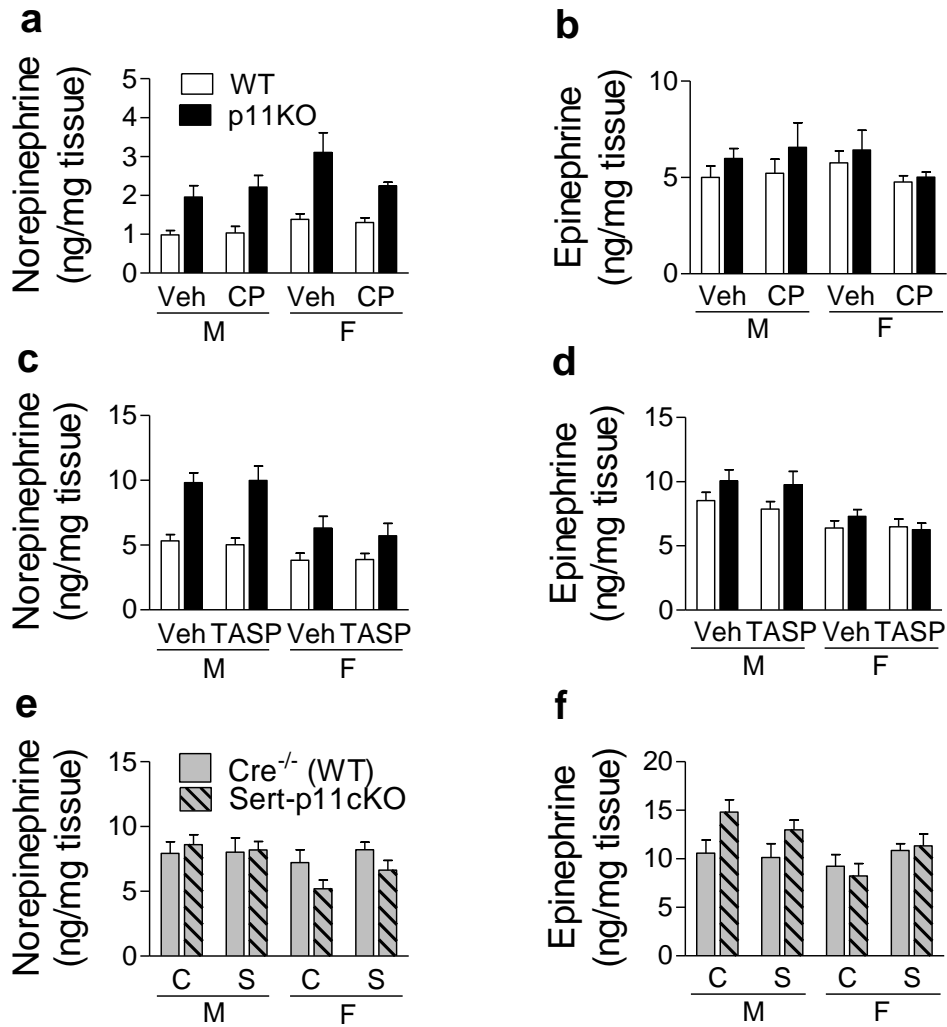 a
Norepinephrine
(ng/mg tissue)
5
4
3
2
1
0
WT
p11KO
Veh CP Veh CP
M F
b
Epinephrine
(ng/mg tissue)
10
5
0
Veh CP Veh CP
M F
c
Norepinephrine
(ng/mg tissue)
15
10
5
0
Veh TASP Veh TASP
M F
d
Epinephrine
(ng/mg tissue)
15
10
5
0
Veh TASP Veh TASP
M F
e
Norepinephrine
(ng/mg tissue)
15
10
5
0
Cre-/- (WT)
Sert-p11cKO
C S C S
M F
f
Epinephrine
(ng/mg tissue)
20
15
10
5
0
C S C S
M F